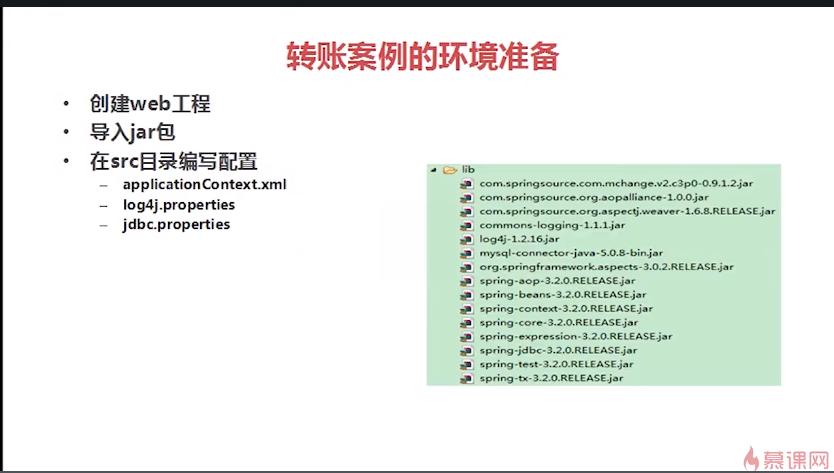 转账案例的环境准备
• 创建web工程
• 导入jar包
• 在src目录编写配置
– applicationContext.xml
– log4j.properties
– jdbc.properties
lib
com.springsource.com.mchange.v2.c3p0-0.9.1.2.jar
com.springsource.org.aopalliance-1.0.0.jar
com.springsource.org.aspectj.weaver-1.6.8.RELEASE.jar
commons-logging-1.1.1.jar
log4j-1.2.16.jar
mysql-connector-java-5.0.8-bin.jar
org.springframework.aspects-3.0.2.RELEASE.jar
spring-aop-3.2.0.RELEASE.jar
spring-beans-3.2.0.RELEASE.jar
spring-context-3.2.0.RELEASE.jar
spring-core-3.2.0.RELEASE.jar
spring-expression-3.2.0.RELEASE.jar
spring-jdbc-3.2.0.RELEASE.jar
spring-test-3.2.0.RELEASE.jar
spring-tx-3.2.0.RELEASE.jar
慕课网